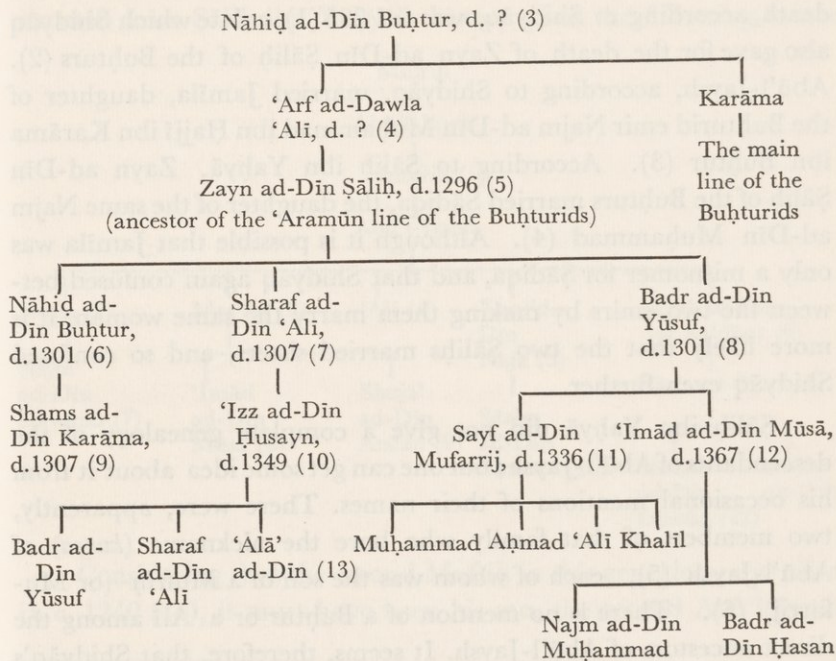 Nāhiḍ ad-Dīn Buḥtur, d. ? (3)
‘Arf ad-Dawla
‘Alī, d. ? (4)
Karāma
The main
line of the
Buḥturids
Zayn ad-Dīn Ṣāliḥ, d.1296 (5)
(ancestor of the ‘Aramūn line of the Buḥturids)
Nāhiḍ ad-
Dīn Buḥtur,
d.1301 (6)
Sharaf ad-
Dīn ‘Alī,
d.1307 (7)
Badr ad-Dīn
Yūsuf,
d.1301 (8)
Shams ad-
Dīn Karāma,
d.1307 (9)
‘Izz ad-Dīn
Ḥusayn,
d.1349 (10)
Sayf ad-Dīn
Mufarrij, d.1336 (11)
‘Imād ad-Dīn Mūsā,
d.1367 (12)
Badr ad-
Dīn
Yūsuf
Sharaf
ad-Dīn
‘Alī
‘Alā’
ad-Dīn (13)
Muḥammad Aḥmad ‘Alī Khalīl
Najm ad-Dīn
Muḥammad
Badr ad-
Dīn Ḥasan